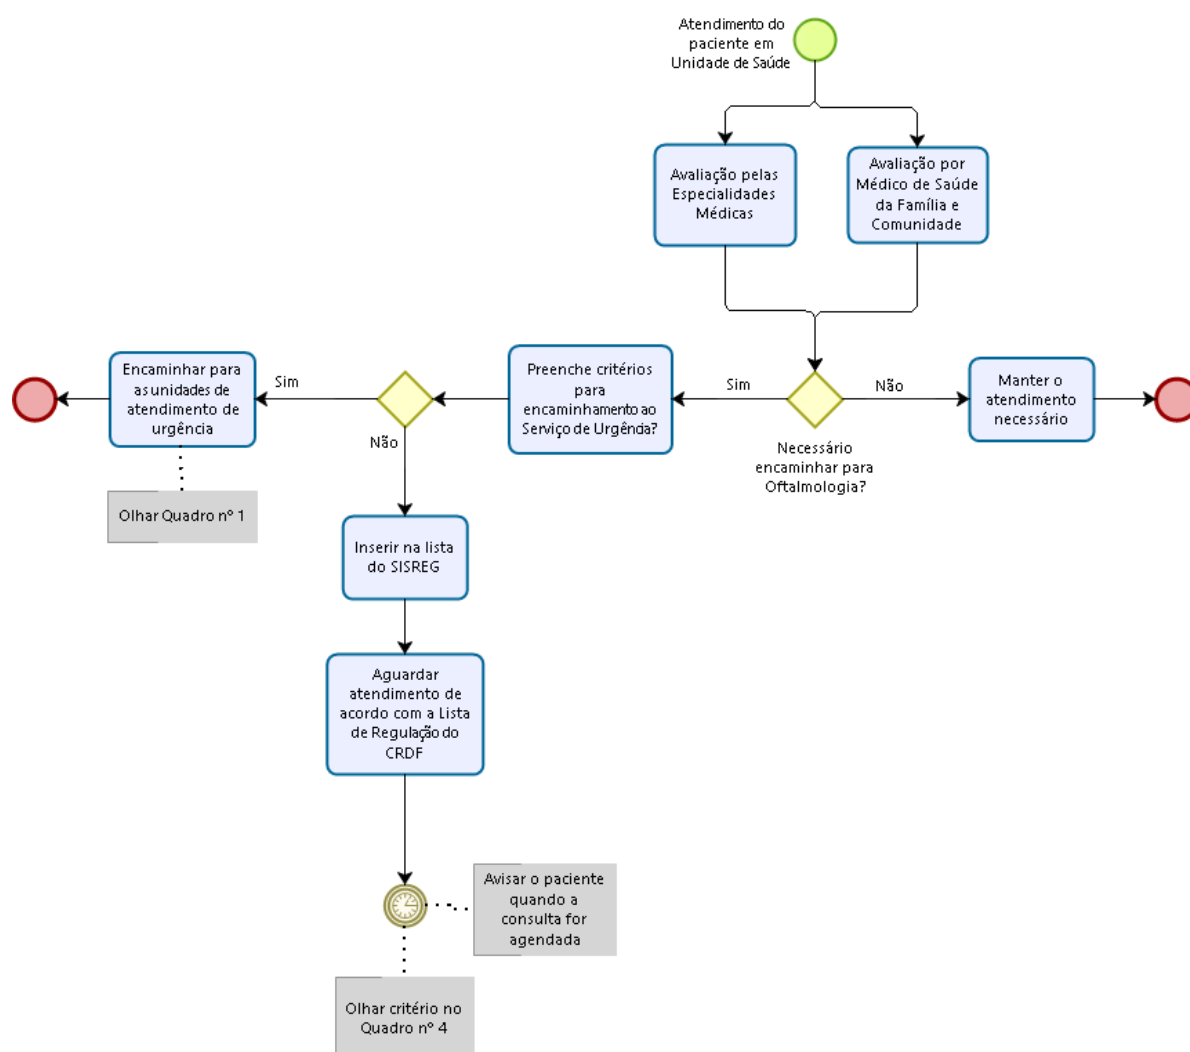 Atendimento do
paciente em
Unidade de Saúde
Avaliação pelas
Especialidades
Médicas
Avaliação por
Médico de Saúde
da Família e
Comunidade
Encaminhar para
as unidades de
atendimento de
urgência
Sim
Não
Preenche critérios
para
encaminhamento ao
Serviço de Urgência?
Sim
Não
Necessário
encaminhar para
Oftalmologia?
Manter o
atendimento
necessário
Olhar Quadro nº 1
Inserir na lista
do SISREG
Aguardar
atendimento de
acordo com a Lista
de Regulação do
CRDF
Avisar o paciente
quando a
consulta for
agendada
Olhar critério no
Quadro nº 4